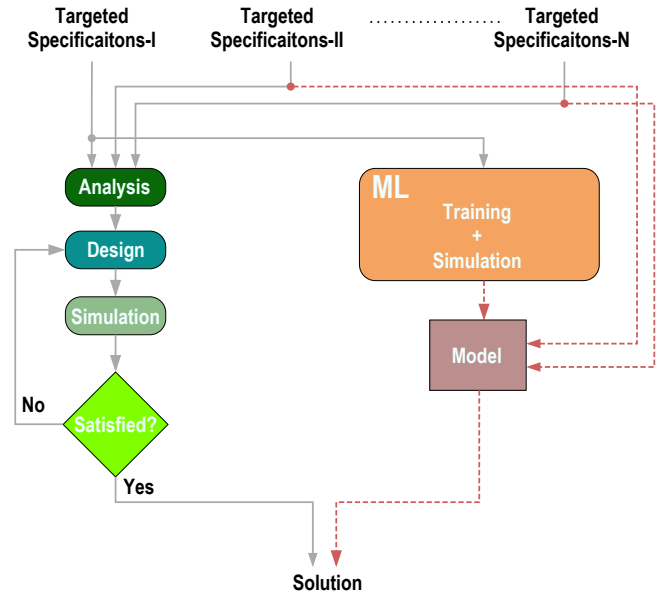 Targeted
Specificaitons-I
Targeted
Specificaitons-II
Targeted
Specificaitons-N
Analysis
Design
Simulation
Satisfied?
No
Yes
ML
Training
+
Simulation
Model
Solution